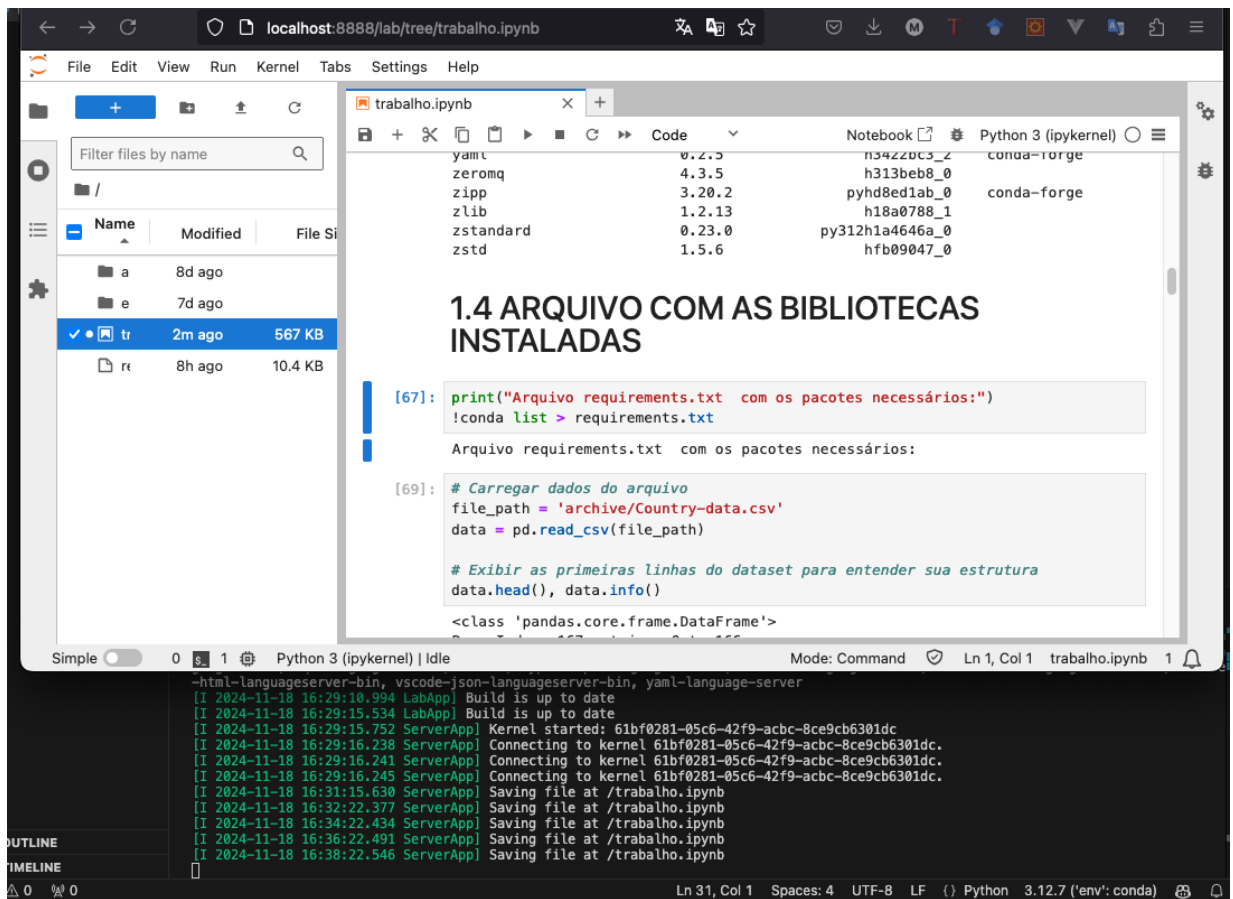 localhost:8888/lab/tree/trabalho.ipynb
File Edit View Run Kernel Tabs Settings Help
trabalho.ipynb
Filter files by name
/
Name Modified File Si
a 8d ago
e 7d ago
tr 2m ago 567 KB
re 8h ago 10.4 KB
Code Notebook Python 3 (ipykernel)
yaml 0.2.5 h3422bc3_2 conda-forge
zeromq 4.3.5 h313beb8_0
zipp 3.20.2 pyhd8ed1ab_0 conda-forge
zlib 1.2.13 h18a0788_1
zstandard 0.23.0 py312h1a4646a_0
zstd 1.5.6 hfb09047_0
1.4 ARQUIVO COM AS BIBLIOTECAS
INSTALADAS
[67]: print("Arquivo requirements.txt  com os pacotes necessários:")
!conda list > requirements.txt
Arquivo requirements.txt  com os pacotes necessários:
[69]: # Carregar dados do arquivo
file_path = 'archive/Country-data.csv'
data = pd.read_csv(file_path)
# Exibir as primeiras linhas do dataset para entender sua estrutura
data.head(), data.info()
<class 'pandas.core.frame.DataFrame'>
Simple 0 1 Python 3 (ipykernel) | Idle Mode: Command Ln 1, Col 1 trabalho.ipynb 1
-html-languageserver-bin, vscode-json-languageserver-bin, yaml-language-server
[I 2024-11-18 16:29:10.994 LabApp] Build is up to date
[I 2024-11-18 16:29:15.534 LabApp] Build is up to date
[I 2024-11-18 16:29:15.752 ServerApp] Kernel started: 61bf0281-05c6-42f9-acbc-8ce9cb6301dc
[I 2024-11-18 16:29:16.238 ServerApp] Connecting to kernel 61bf0281-05c6-42f9-acbc-8ce9cb6301dc.
[I 2024-11-18 16:29:16.241 ServerApp] Connecting to kernel 61bf0281-05c6-42f9-acbc-8ce9cb6301dc.
[I 2024-11-18 16:29:16.245 ServerApp] Connecting to kernel 61bf0281-05c6-42f9-acbc-8ce9cb6301dc.
[I 2024-11-18 16:31:15.630 ServerApp] Saving file at /trabalho.ipynb
[I 2024-11-18 16:32:22.377 ServerApp] Saving file at /trabalho.ipynb
[I 2024-11-18 16:34:22.434 ServerApp] Saving file at /trabalho.ipynb
[I 2024-11-18 16:36:22.491 ServerApp] Saving file at /trabalho.ipynb
[I 2024-11-18 16:38:22.546 ServerApp] Saving file at /trabalho.ipynb
OUTLINE
TIMELINE
0 0 Ln 31, Col 1 Spaces: 4 UTF-8 LF {} Python 3.12.7 ('env': conda)